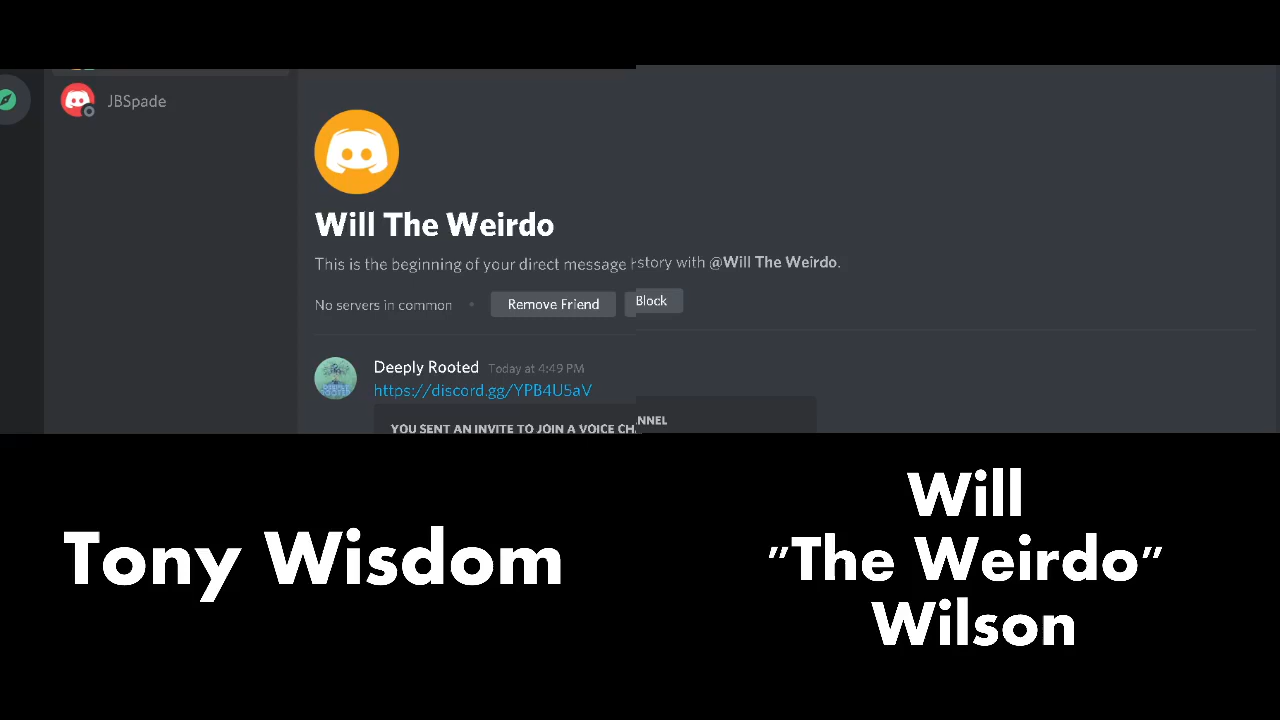 JBSpade
Will The Weirdo
This is the beginning of your direct message story with @Will The Weirdo.
No servers in common
Remove Friend
Block
Deeply Rooted Today at 4:49 PM
https://discord.gg/YPB4U5aV
YOU SENT AN INVITE TO JOIN A VOICE CHANNEL
Tony Wisdom
Will
"The Weirdo"
Wilson